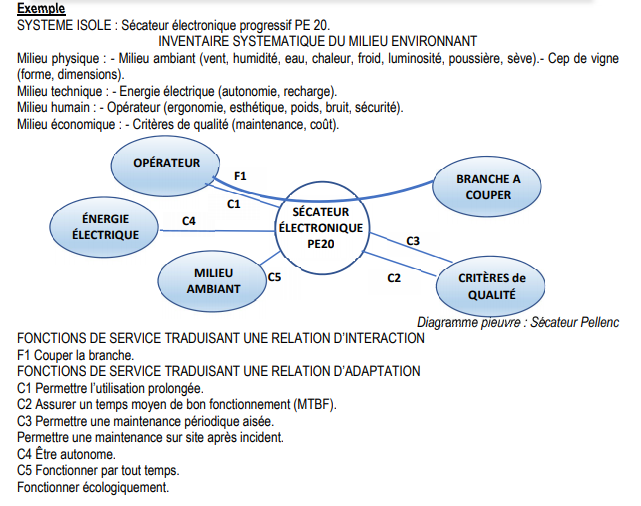 Exemple
SYSTEME ISOLE : Sécateur électronique progressif PE 20.
INVENTAIRE SYSTEMATIQUE DU MILIEU ENVIRONNANT
Milieu physique : - Milieu ambiant (vent, humidité, eau, chaleur, froid, luminosité, poussière, sève).- Cep de vigne
(forme, dimensions).
Milieu technique : - Energie électrique (autonomie, recharge).
Milieu humain : - Opérateur (ergonomie, esthétique, poids, bruit, sécurité).
Milieu économique : - Critères de qualité (maintenance, coût).
OPÉRATEUR
F1
C1
BRANCHE A
COUPER
ÉNERGIE
ÉLECTRIQUE
C4
SÉCATEUR
ÉLECTRONIQUE
PE20
C3
MILIEU
AMBIANT
C5
C2
CRITÈRES de
QUALITÉ
Diagramme pieuvre : Sécateur Pellenc
FONCTIONS DE SERVICE TRADUISANT UNE RELATION D'INTERACTION
F1 Couper la branche.
FONCTIONS DE SERVICE TRADUISANT UNE RELATION D'ADAPTATION
C1 Permettre l'utilisation prolongée.
C2 Assurer un temps moyen de bon fonctionnement (MTBF).
C3 Permettre une maintenance périodique aisée.
Permettre une maintenance sur site après incident.
C4 Être autonome.
C5 Fonctionner par tout temps.
Fonctionner écologiquement.